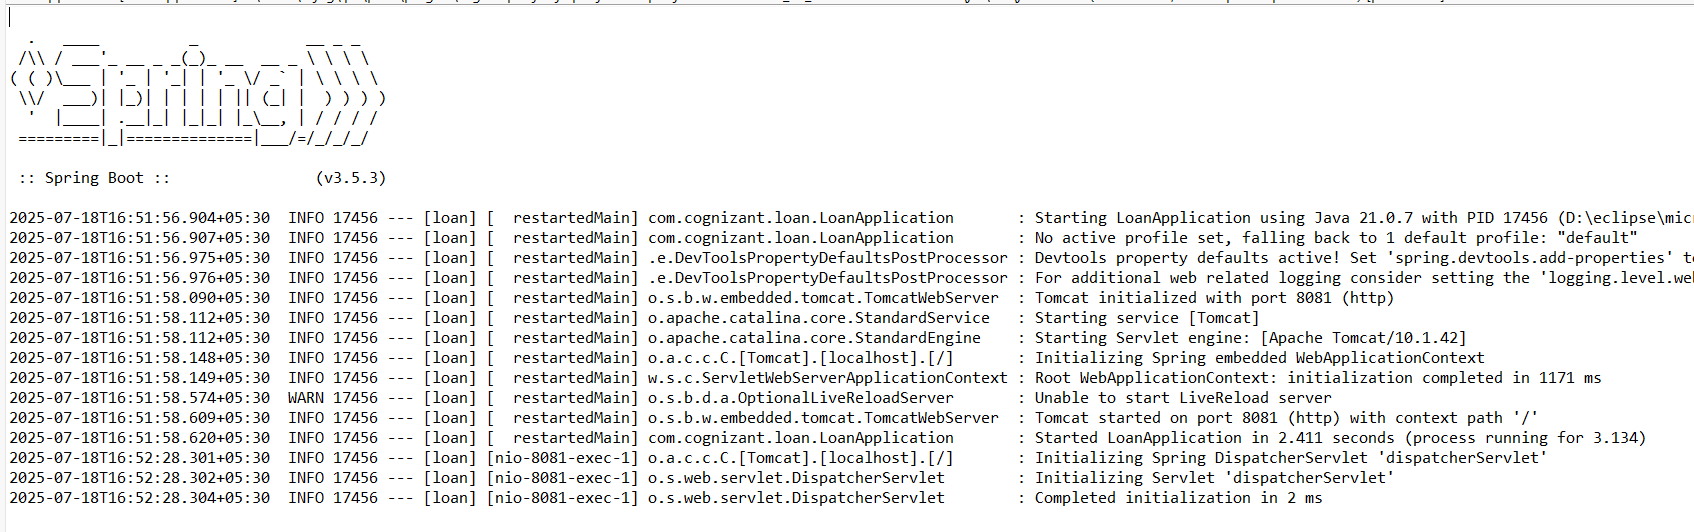 .   ____          _            __ _ _
 /\\ / ___'_ __ _ _(_)_ __  __ _ \ \ \ \
( ( )\___ | '_ | '_| | '_ \/ _` | \ \ \ \
 \\/  ___)| |_)| | | | | || (_| |  ) ) ) )
  '  |____| .__|_| |_|_| |_\__, | / / / /
 =========|_|==============|___/=/_/_/_/

 :: Spring Boot ::                (v3.5.3)

2025-07-18T16:51:56.904+05:30  INFO 17456 --- [loan] [  restartedMain] com.cognizant.loan.LoanApplication       : Starting LoanApplication using Java 21.0.7 with PID 17456 (D:\eclipse\mic
2025-07-18T16:51:56.907+05:30  INFO 17456 --- [loan] [  restartedMain] com.cognizant.loan.LoanApplication       : No active profile set, falling back to 1 default profile: "default"
2025-07-18T16:51:56.975+05:30  INFO 17456 --- [loan] [  restartedMain] .e.DevToolsPropertyDefaultsPostProcessor : Devtools property defaults active! Set 'spring.devtools.add-properties' to
2025-07-18T16:51:56.976+05:30  INFO 17456 --- [loan] [  restartedMain] .e.DevToolsPropertyDefaultsPostProcessor : For additional web related logging consider setting the 'logging.level.web
2025-07-18T16:51:58.090+05:30  INFO 17456 --- [loan] [  restartedMain] o.s.b.w.embedded.tomcat.TomcatWebServer  : Tomcat initialized with port 8081 (http)
2025-07-18T16:51:58.112+05:30  INFO 17456 --- [loan] [  restartedMain] o.apache.catalina.core.StandardService   : Starting service [Tomcat]
2025-07-18T16:51:58.112+05:30  INFO 17456 --- [loan] [  restartedMain] o.apache.catalina.core.StandardEngine    : Starting Servlet engine: [Apache Tomcat/10.1.42]
2025-07-18T16:51:58.148+05:30  INFO 17456 --- [loan] [  restartedMain] o.a.c.c.C.[Tomcat].[localhost].[/]       : Initializing Spring embedded WebApplicationContext
2025-07-18T16:51:58.149+05:30  INFO 17456 --- [loan] [  restartedMain] w.s.c.ServletWebServerApplicationContext : Root WebApplicationContext: initialization completed in 1171 ms
2025-07-18T16:51:58.574+05:30  WARN 17456 --- [loan] [  restartedMain] o.s.b.d.a.OptionalLiveReloadServer       : Unable to start LiveReload server
2025-07-18T16:51:58.609+05:30  INFO 17456 --- [loan] [  restartedMain] o.s.b.w.embedded.tomcat.TomcatWebServer  : Tomcat started on port 8081 (http) with context path '/'
2025-07-18T16:51:58.620+05:30  INFO 17456 --- [loan] [  restartedMain] com.cognizant.loan.LoanApplication       : Started LoanApplication in 2.411 seconds (process running for 3.134)
2025-07-18T16:52:28.301+05:30  INFO 17456 --- [loan] [nio-8081-exec-1] o.a.c.c.C.[Tomcat].[localhost].[/]       : Initializing Spring DispatcherServlet 'dispatcherServlet'
2025-07-18T16:52:28.302+05:30  INFO 17456 --- [loan] [nio-8081-exec-1] o.s.web.servlet.DispatcherServlet        : Initializing Servlet 'dispatcherServlet'
2025-07-18T16:52:28.304+05:30  INFO 17456 --- [loan] [nio-8081-exec-1] o.s.web.servlet.DispatcherServlet        : Completed initialization in 2 ms